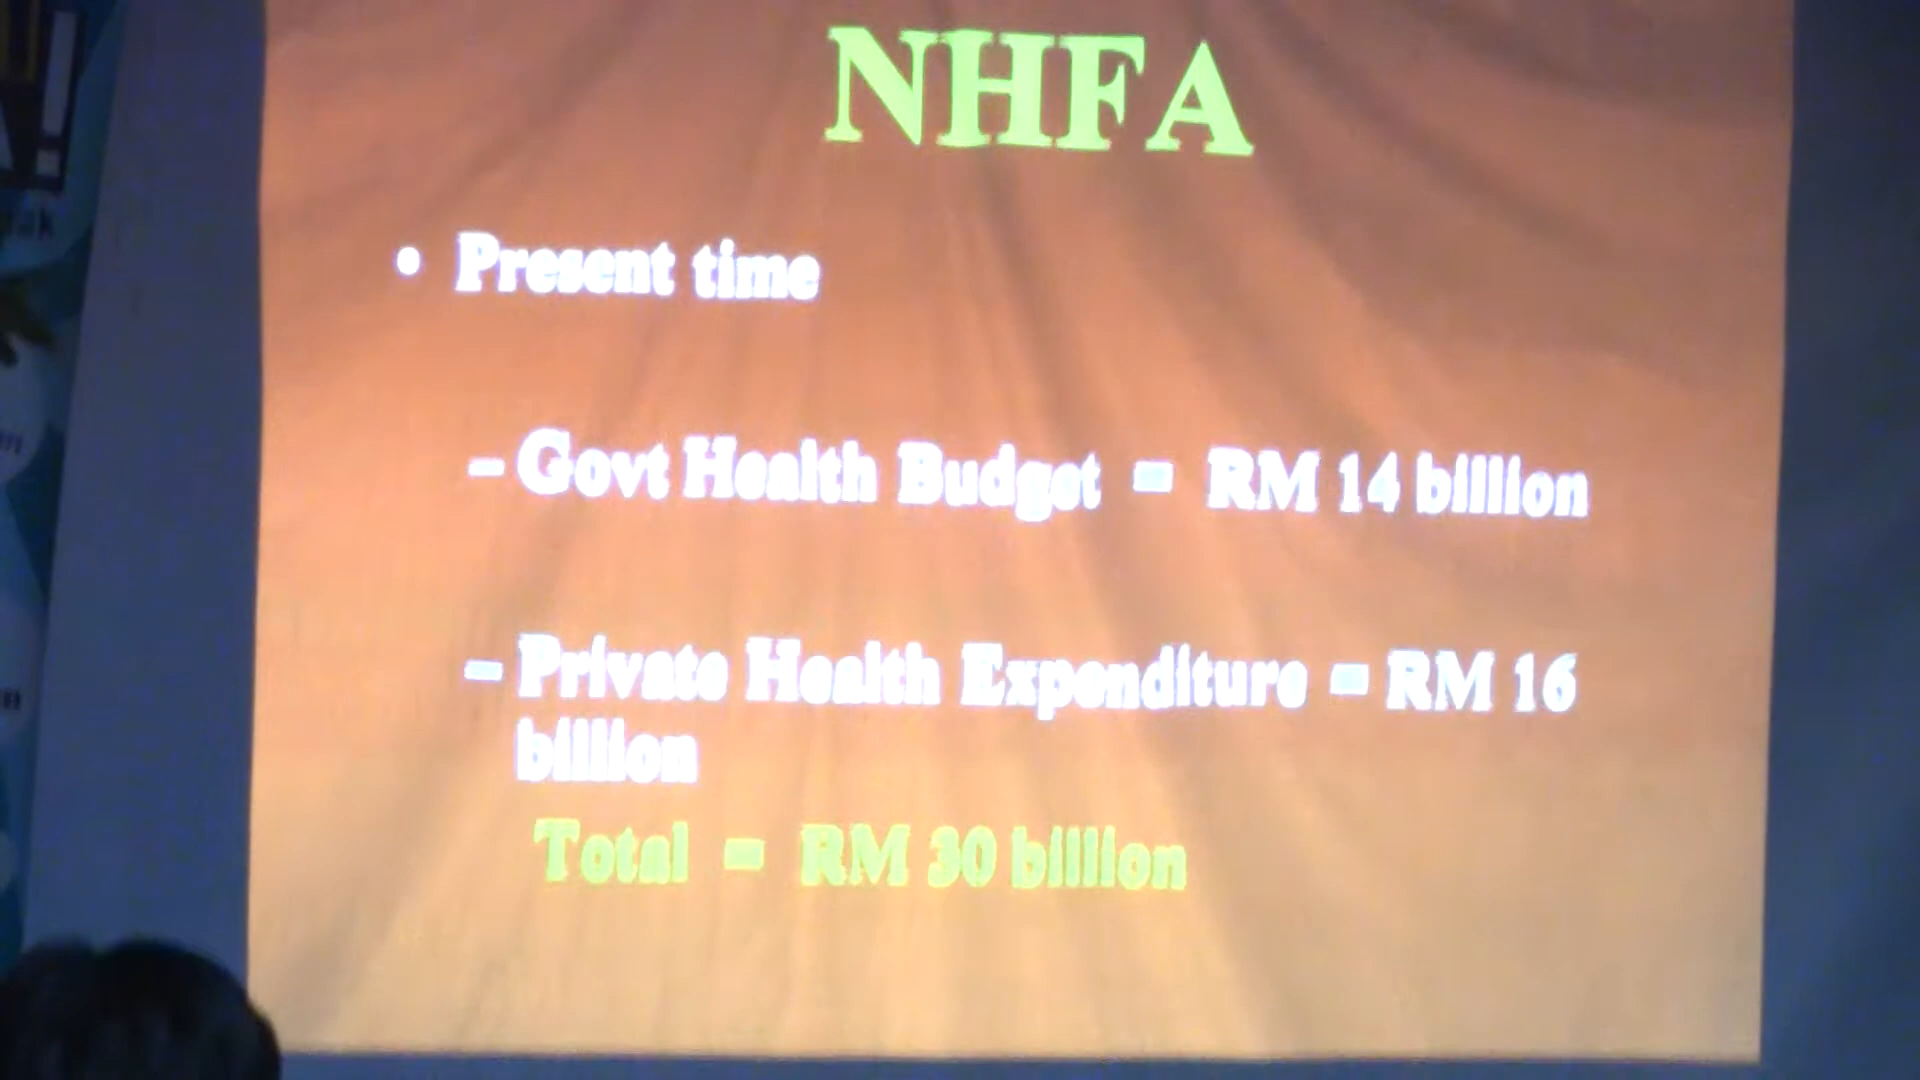 NHFA
• Present time
– Govt Health Budget = RM 14 billion
– Private Health Expenditure = RM 16
billion
Total = RM 30 billion